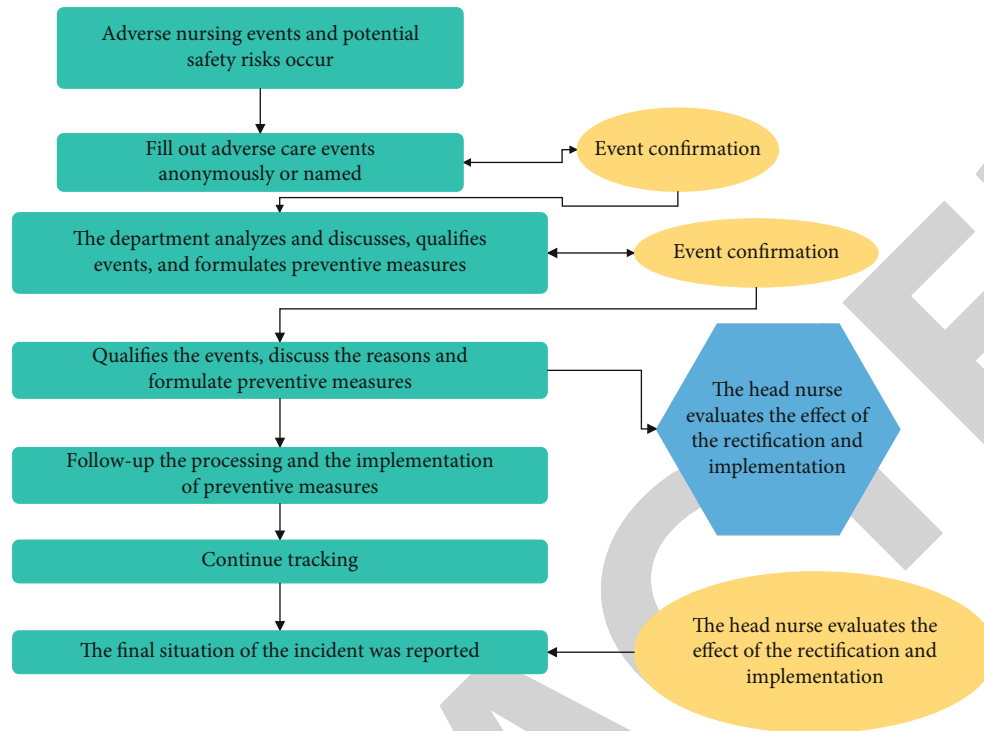 Adverse nursing events and potential
safety risks occur
Fill out adverse care events
anonymously or named
Event confirmation
The department analyzes and discusses, qualifies
events, and formulates preventive measures
Event confirmation
Qualifies the events, discuss the reasons and
formulate preventive measures
The head nurse
evaluates the effect of
the rectification and
implementation
Follow-up the processing and the implementation
of preventive measures
Continue tracking
The final situation of the incident was reported
The head nurse evaluates the
effect of the rectification and
implementation